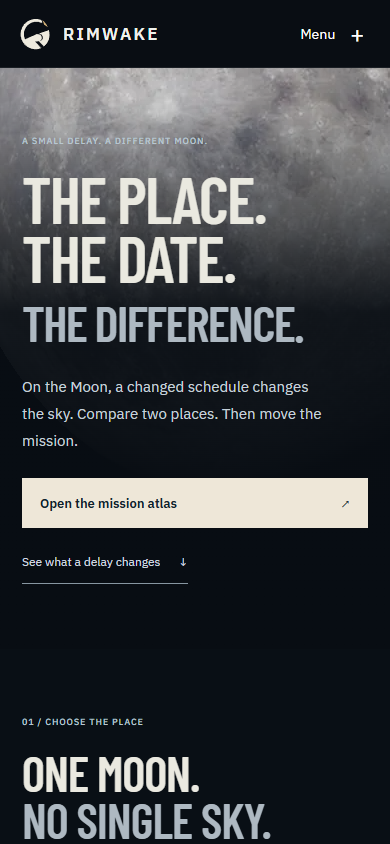 RIMWAKE
Menu +
A SMALL DELAY. A DIFFERENT MOON.
THE PLACE.
THE DATE.
THE DIFFERENCE.
On the Moon, a changed schedule changes
the sky. Compare two places. Then move the
mission.
Open the mission atlas ↗
See what a delay changes ↓
01 / CHOOSE THE PLACE
ONE MOON.
NO SINGLE SKY.